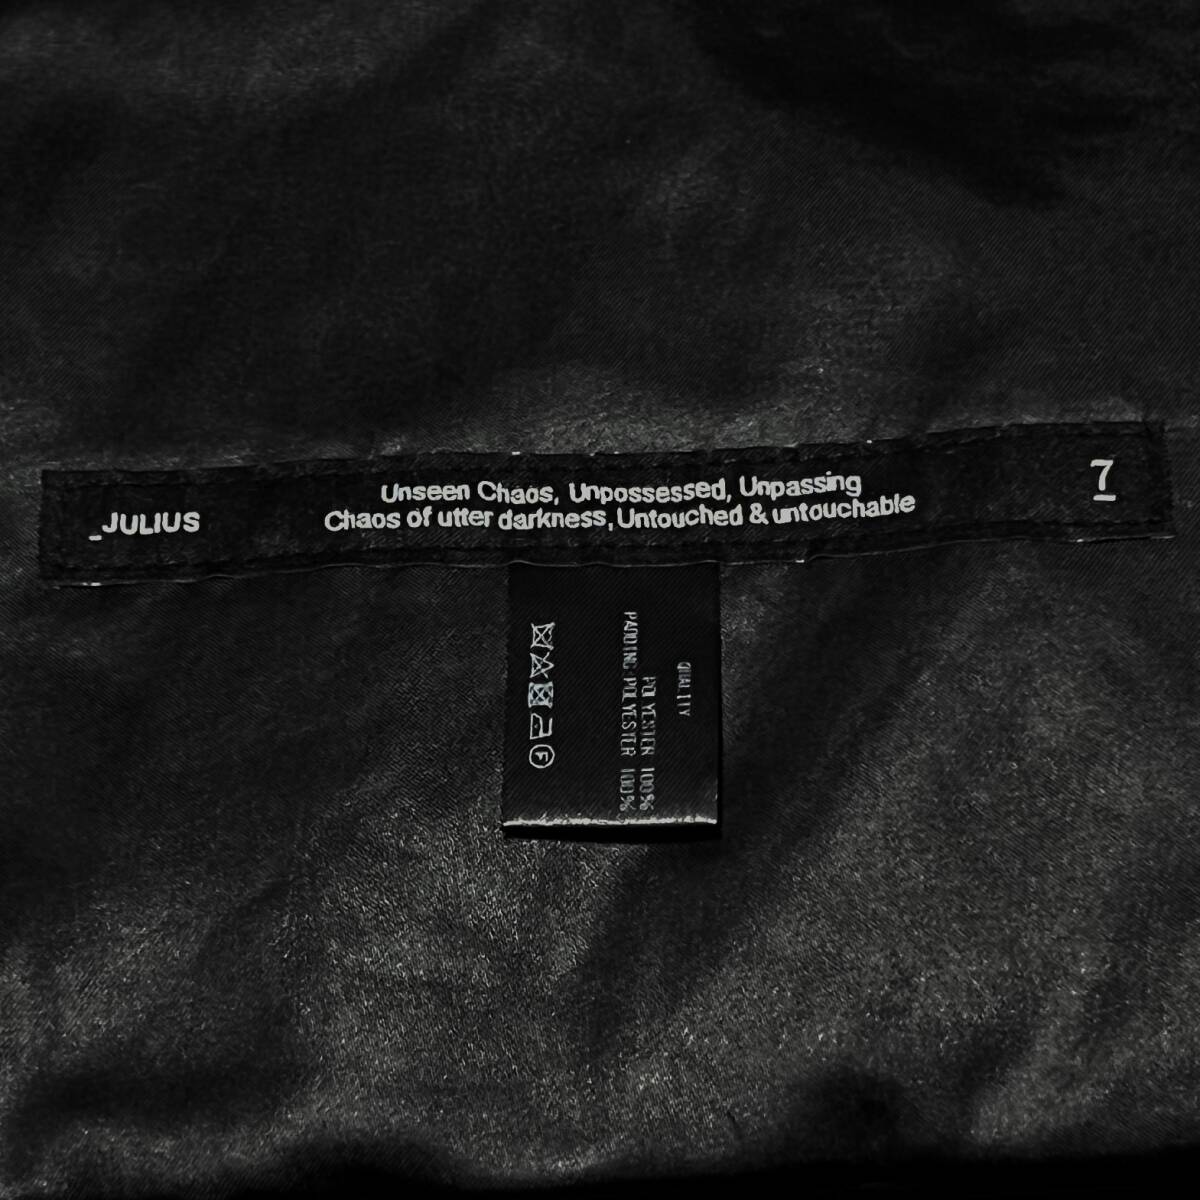 _JULIUS
Unseen Chaos, Unpossessed, Unpassing
Chaos of utter darkness, Untouched & untouchable
7
QUALITY
POLYESTER 100%
PADDING:POLYESTER 100%
F